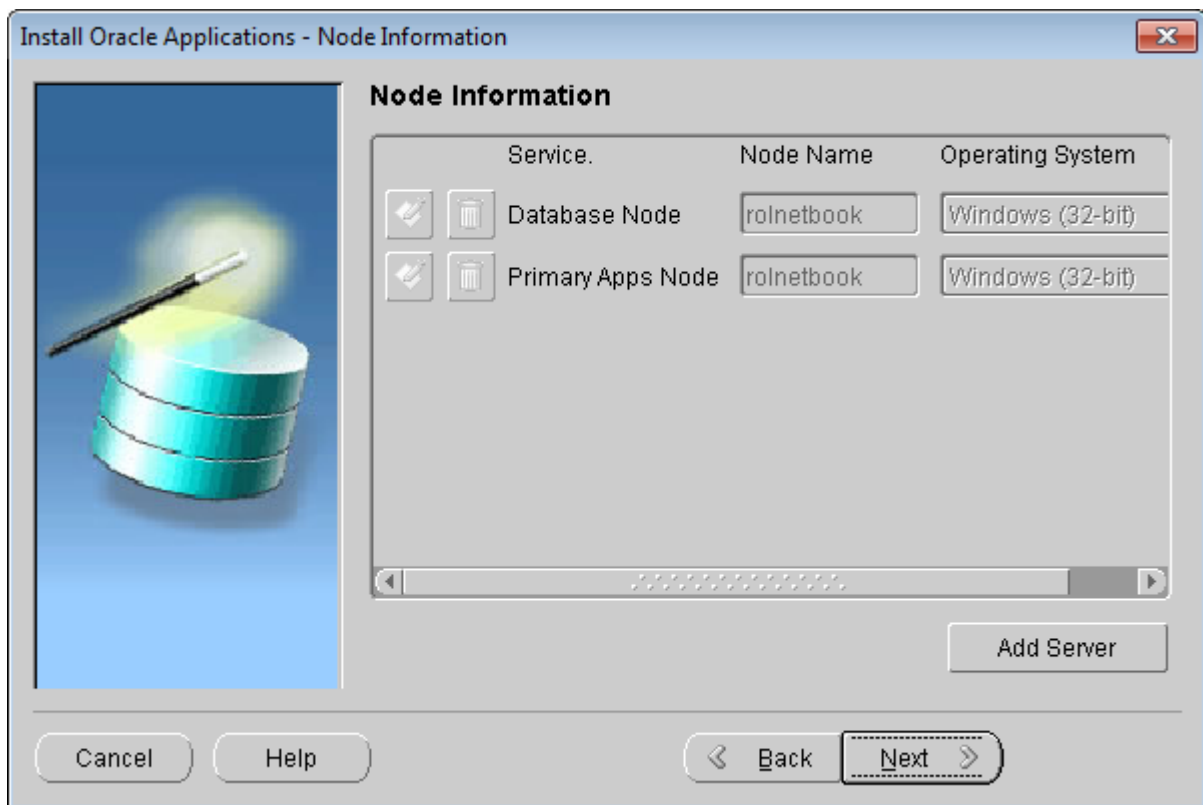 Install Oracle Applications - Node Information
Node Information
Service. Node Name Operating System
Database Node rolnetbook Windows (32-bit)
Primary Apps Node rolnetbook Windows (32-bit)
Add Server
Cancel Help Back Next